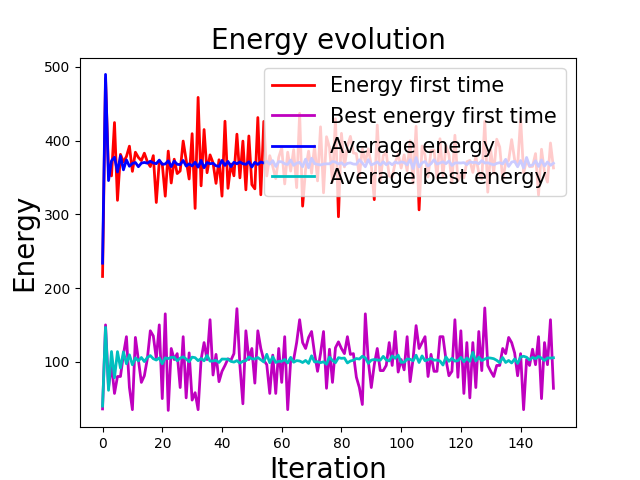 Energy evolution
500
400
300
200
100
Energy
Energy first time
Best energy first time
Average energy
Average best energy
0 20 40 60 80 100 120 140
Iteration